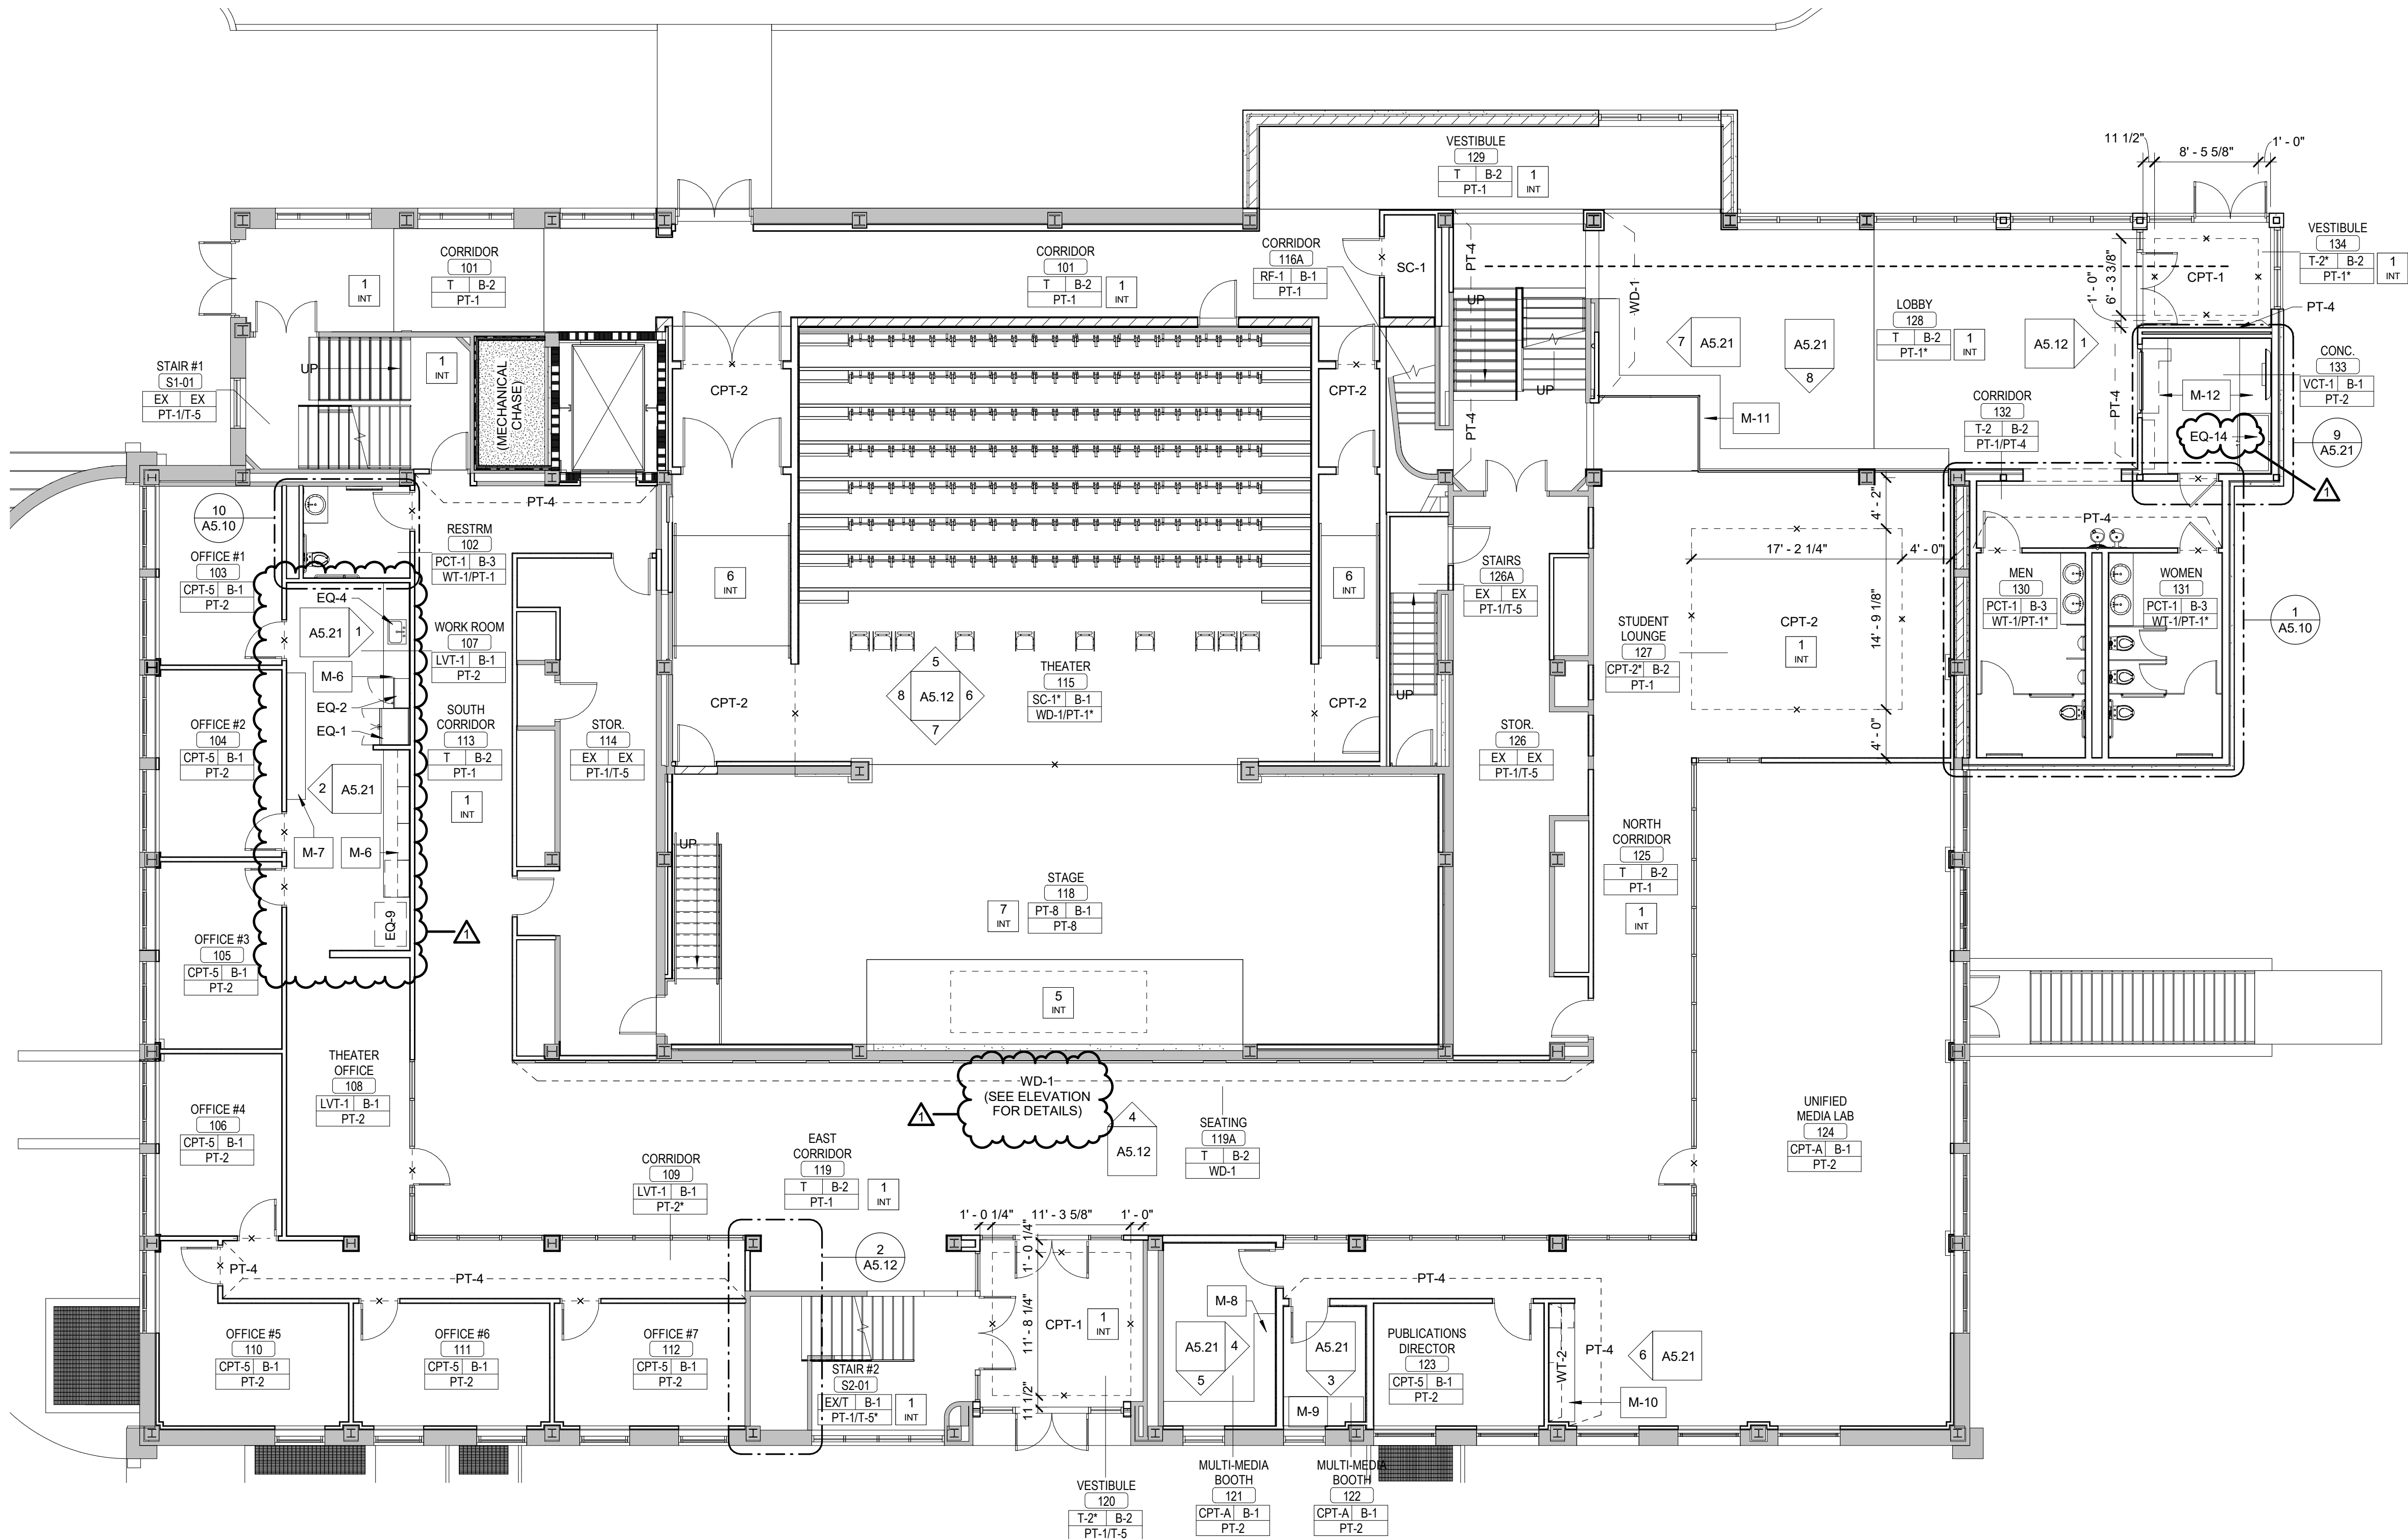 VESTIBULE
129
T B-2
PT-1
1
INT
11 1/2"
8' - 5 5/8"
1' - 0"
CORRIDOR
101
T B-2
PT-1
1
INT
CORRIDOR
101
T B-2
PT-1
1
INT
CORRIDOR
116A
RF-1 B-1
PT-1
SC-1
PT-4
UP
WD-1
VESTIBULE
134
T-2* B-2
PT-1*
1
INT
CPT-1
6' - 3 3/8"
1' - 0"
PT-4
LOBBY
128
T B-2
PT-1*
1
INT
7 A5.21
A5.21
8
A5.12 1
STAIR #1
S1-01
EX EX
PT-1/T-5
UP
1
INT
(MECHANICAL
CHASE)
CPT-2
CPT-2
UP
PT-4
M-11
CORRIDOR
132
T-2 B-2
PT-1/PT-4
PT-4
M-12
CONC.
133
VCT-1 B-1
PT-2
EQ-14
9
A5.21
1
10
A5.10
PT-4
RESTRM
102
PCT-1 B-3
WT-1/PT-1
OFFICE #1
103
CPT-5 B-1
PT-2
EQ-4
A5.21 1
WORK ROOM
107
LVT-1 B-1
PT-2
M-6
EQ-2
EQ-1
6
INT
6
INT
STAIRS
126A
EX EX
PT-1/T-5
UP
4' - 2"
17' - 2 1/4"
4' - 0"
14' - 9 1/8"
4' - 0"
STUDENT
LOUNGE
127
CPT-2* B-2
PT-1
CPT-2
1
INT
PT-4
MEN
130
PCT-1 B-3
WT-1/PT-1*
WOMEN
131
PCT-1 B-3
WT-1/PT-1*
1
A5.10
OFFICE #2
104
CPT-5 B-1
PT-2
SOUTH
CORRIDOR
113
T B-2
PT-1
1
INT
STOR.
114
EX EX
PT-1/T-5
CPT-2
5
8 A5.12 6
7
THEATER
115
SC-1* B-1
WD-1/PT-1*
CPT-2
STOR.
126
EX EX
PT-1/T-5
2 A5.21
M-7
M-6
EQ-9
1
OFFICE #3
105
CPT-5 B-1
PT-2
UP
STAGE
118
PT-8 B-1
PT-8
7
INT
5
INT
NORTH
CORRIDOR
125
T B-2
PT-1
1
INT
THEATER
OFFICE
108
LVT-1 B-1
PT-2
OFFICE #4
106
CPT-5 B-1
PT-2
WD-1
(SEE ELEVATION
FOR DETAILS)
1
4
A5.12
SEATING
119A
T B-2
WD-1
UNIFIED
MEDIA LAB
124
CPT-A B-1
PT-2
CORRIDOR
109
LVT-1 B-1
PT-2*
EAST
CORRIDOR
119
T B-2
PT-1
1
INT
2
A5.12
1' - 0 1/4"
11' - 3 5/8"
1' - 0"
1' - 0 1/4"
11' - 8 1/4"
11 1/2"
PT-4
PT-4
CPT-1
1
INT
OFFICE #5
110
CPT-5 B-1
PT-2
OFFICE #6
111
CPT-5 B-1
PT-2
OFFICE #7
112
CPT-5 B-1
PT-2
STAIR #2
S2-01
EX/T B-1
PT-1/T-5*
1
INT
PT-4
M-8
A5.21 4
5
A5.21
3
M-9
PUBLICATIONS
DIRECTOR
123
CPT-5 B-1
PT-2
WT-2
PT-4
6 A5.21
M-10
VESTIBULE
120
T-2* B-2
PT-1/T-5
MULTI-MEDIA
BOOTH
121
CPT-A B-1
PT-2
MULTI-MEDIA
BOOTH
122
CPT-A B-1
PT-2